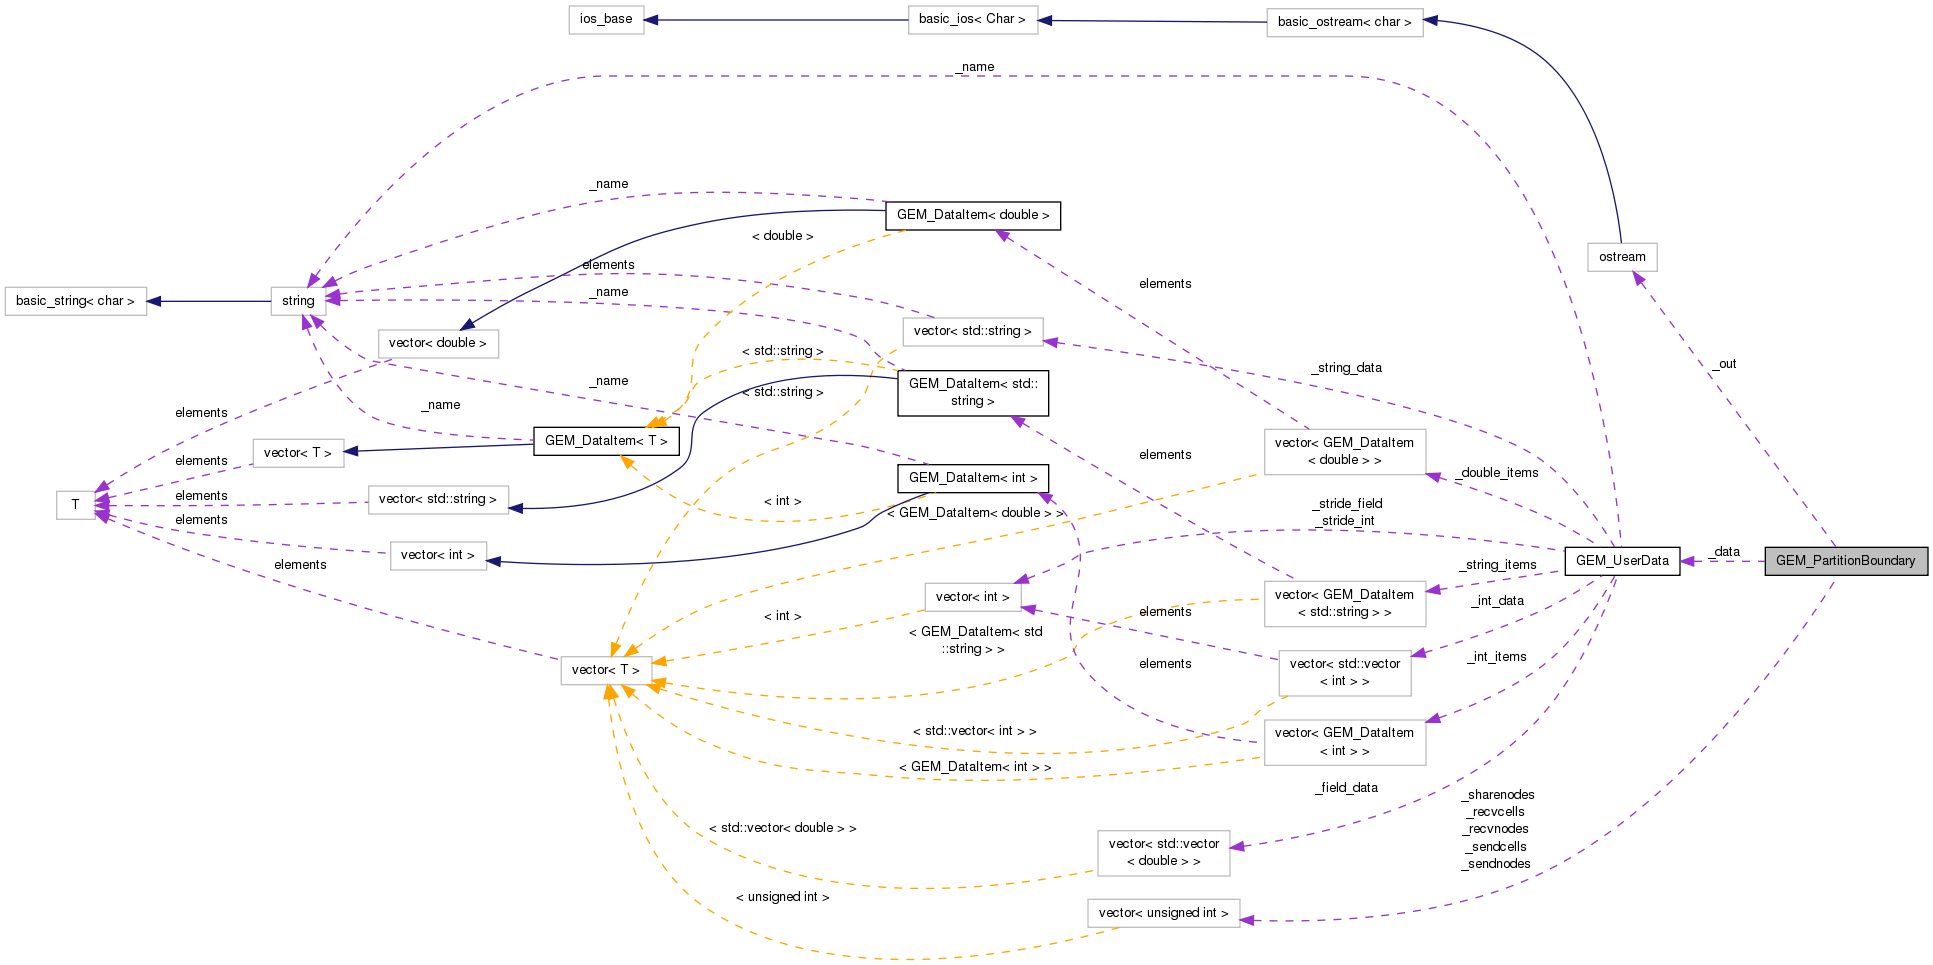 ios_base
basic_ios< Char >
basic_ostream< char >
_name
_name
GEM_DataItem< double >
< double >
ostream
elements
elements
_name
basic_string< char >
string
vector< std::string >
vector< double >
< std::string >
_string_data
_out
_name
GEM_DataItem< std::
string >
< std::string >
_name
elements
GEM_DataItem< T >
vector< GEM_DataItem
< double > >
vector< T >
elements
elements
_double_items
GEM_DataItem< int >
T
elements
vector< std::string >
< int >
< GEM_DataItem< double > >
_stride_field
_stride_int
elements
vector< int >
elements
GEM_UserData
_data
GEM_PartitionBoundary
_string_items
vector< int >
vector< GEM_DataItem
< std::string > >
_int_data
< int >
elements
< GEM_DataItem< std
::string > >
vector< T >
elements
vector< std::vector
< int > >
_int_items
< std::vector< int > >
vector< GEM_DataItem
< int > >
< GEM_DataItem< int > >
_field_data
_sharenodes
_recvcells
_recvnodes
_sendcells
_sendnodes
< std::vector< double > >
vector< std::vector
< double > >
< unsigned int >
vector< unsigned int >